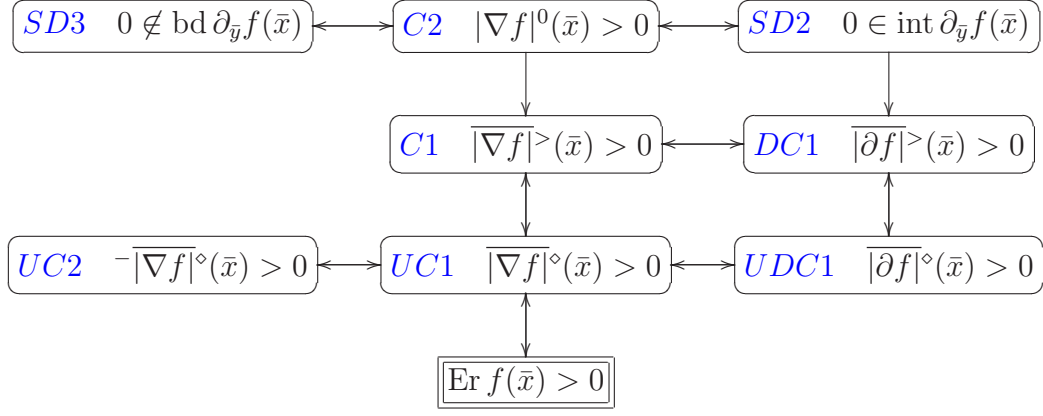 SD3 0 ∉ bd ∂_ȳ f(x̄) C2 |∇f|⁰(x̄) > 0 SD2 0 ∈ int ∂_ȳ f(x̄)
C1 \overline{|∇f|}^>(x̄) > 0 DC1 \overline{|∂f|}^>(x̄) > 0
UC2 ^-\overline{|∇f|}^⋄(x̄) > 0 UC1 \overline{|∇f|}^⋄(x̄) > 0 UDC1 \overline{|∂f|}^⋄(x̄) > 0
Er f(x̄) > 0